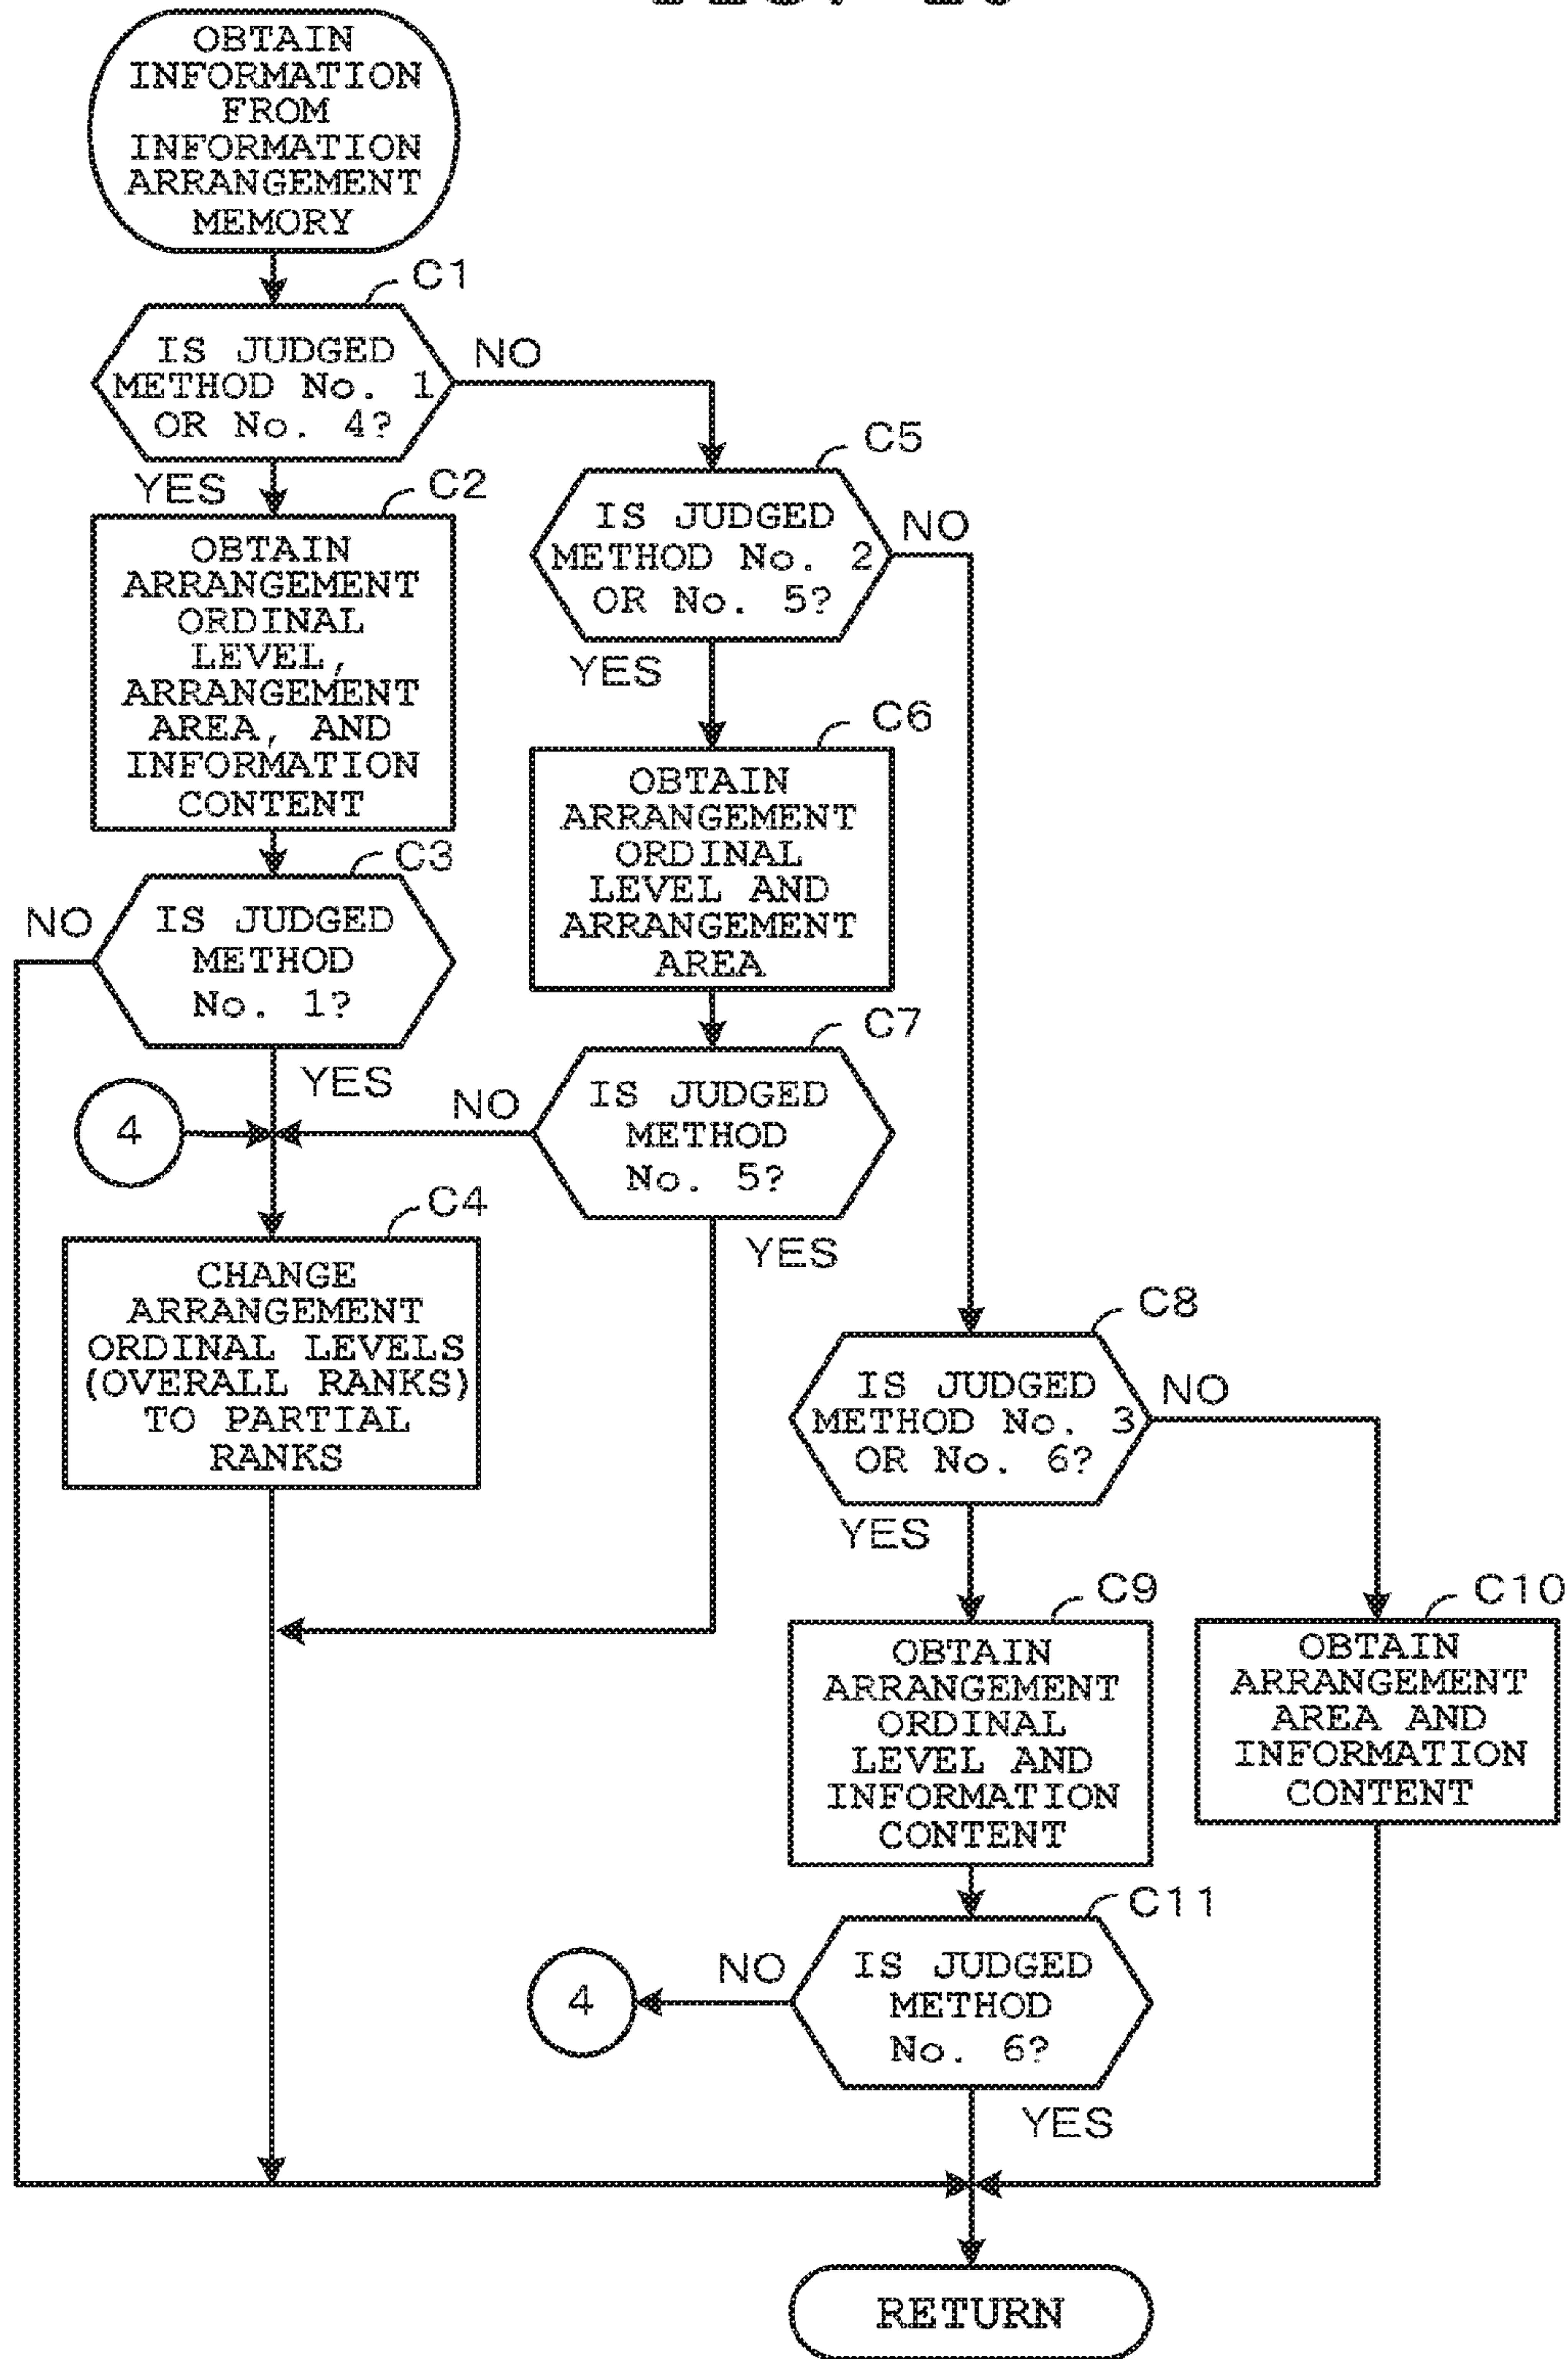 OBTAIN
INFORMATION
FROM
INFORMATION
ARRANGEMENT
MEMORY
C1
IS JUDGED
METHOD No. 1
OR No. 4?
NO
YES
C2
OBTAIN
ARRANGEMENT
ORDINAL
LEVEL,
ARRANGEMENT
AREA, AND
INFORMATION
CONTENT
C3
IS JUDGED
METHOD
No. 1?
NO
YES
4
C4
CHANGE
ARRANGEMENT
ORDINAL LEVELS
(OVERALL RANKS)
TO PARTIAL
RANKS
C5
IS JUDGED
METHOD No. 2
OR No. 5?
NO
YES
C6
OBTAIN
ARRANGEMENT
ORDINAL
LEVEL AND
ARRANGEMENT
AREA
C7
IS JUDGED
METHOD
No. 5?
NO
YES
C8
IS JUDGED
METHOD No. 3
OR No. 6?
NO
YES
C9
OBTAIN
ARRANGEMENT
ORDINAL
LEVEL AND
INFORMATION
CONTENT
C10
OBTAIN
ARRANGEMENT
AREA AND
INFORMATION
CONTENT
C11
IS JUDGED
METHOD
No. 6?
NO
4
YES
RETURN